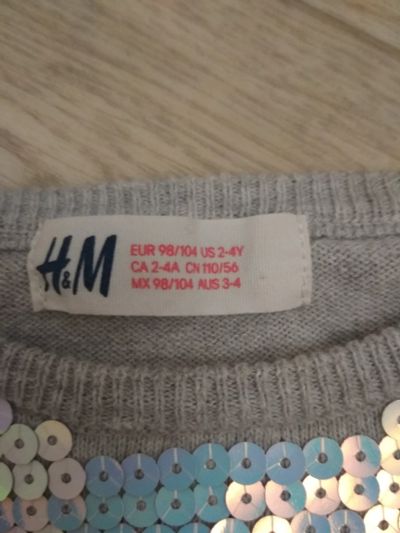 H&M
EUR 98/104 US 2-4Y
CA 2-4A CN 110/56
MX 98/104 AUS 3-4